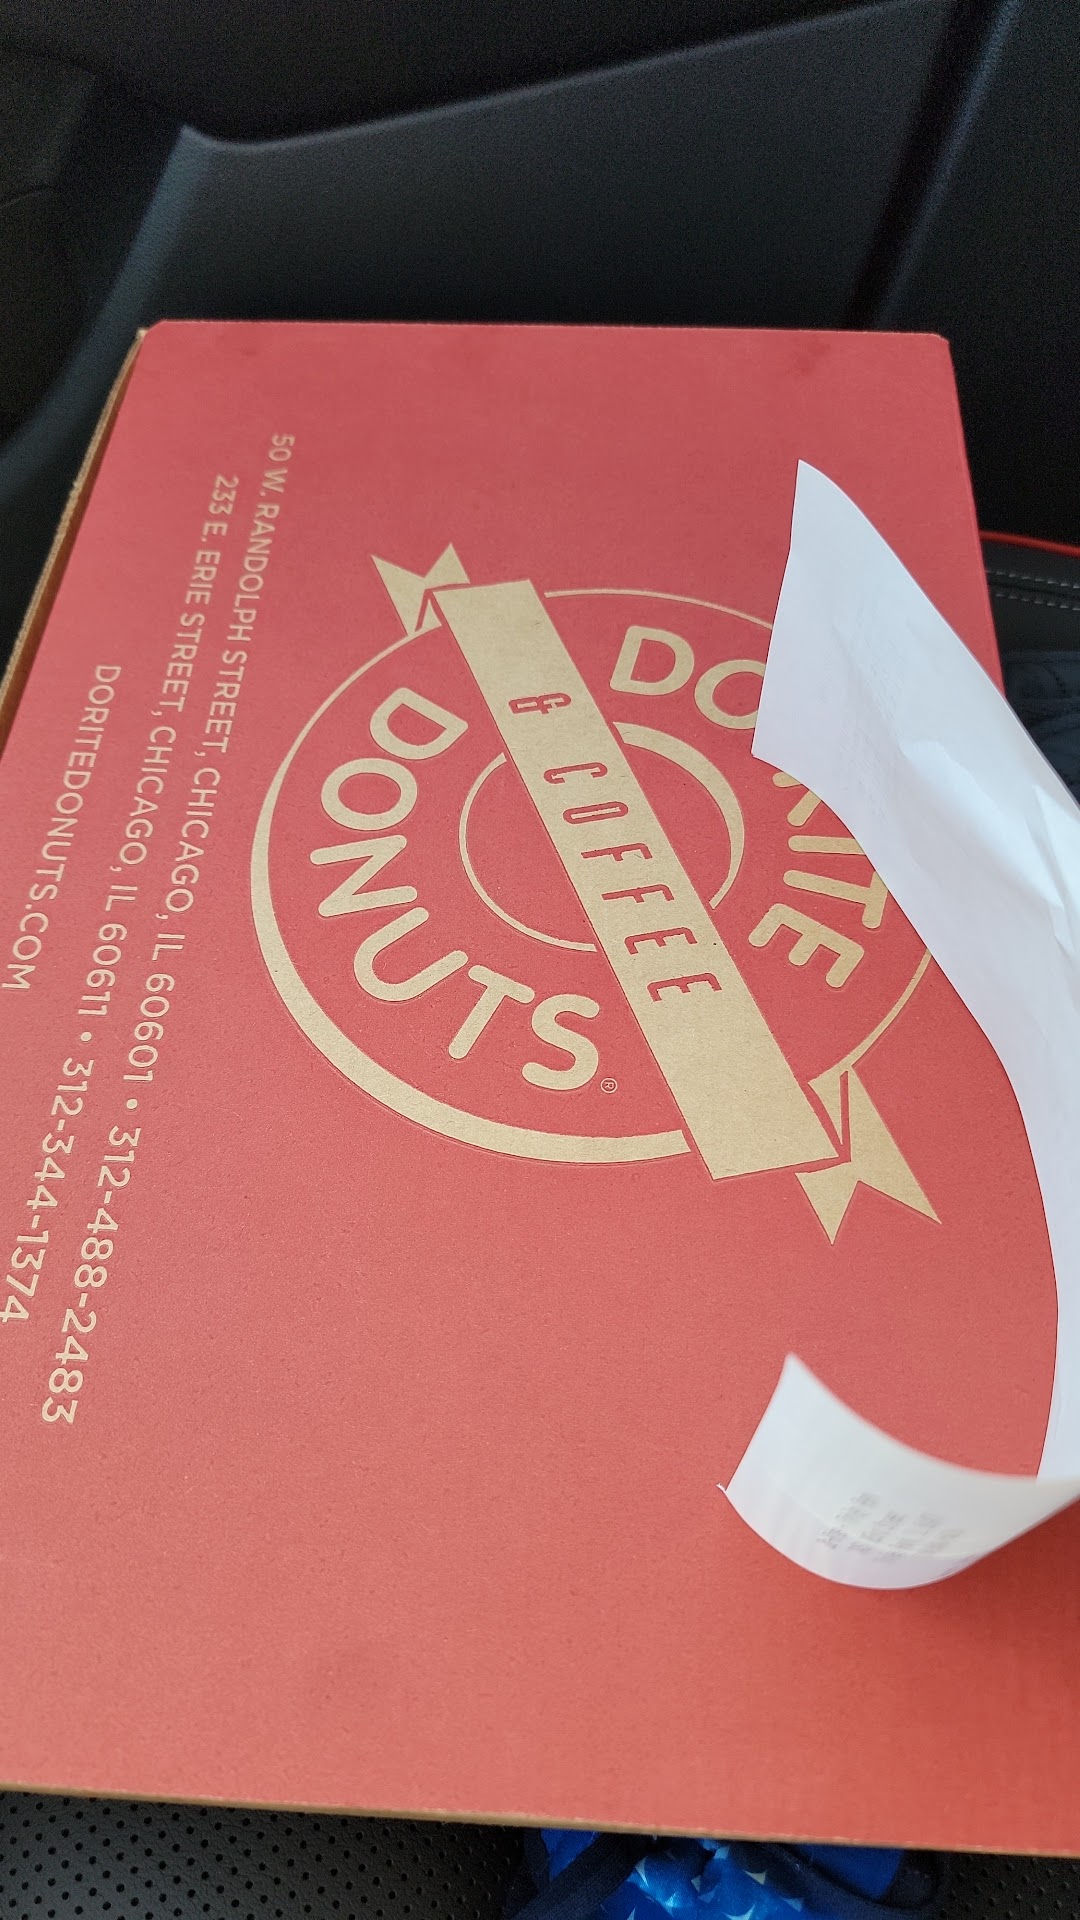 DO RITE
& COFFEE
DONUTS®
50 W. RANDOLPH STREET, CHICAGO, IL 60601 • 312-488-2483
233 E. ERIE STREET, CHICAGO, IL 60611 • 312-344-1374
DORITEDONUTS.COM